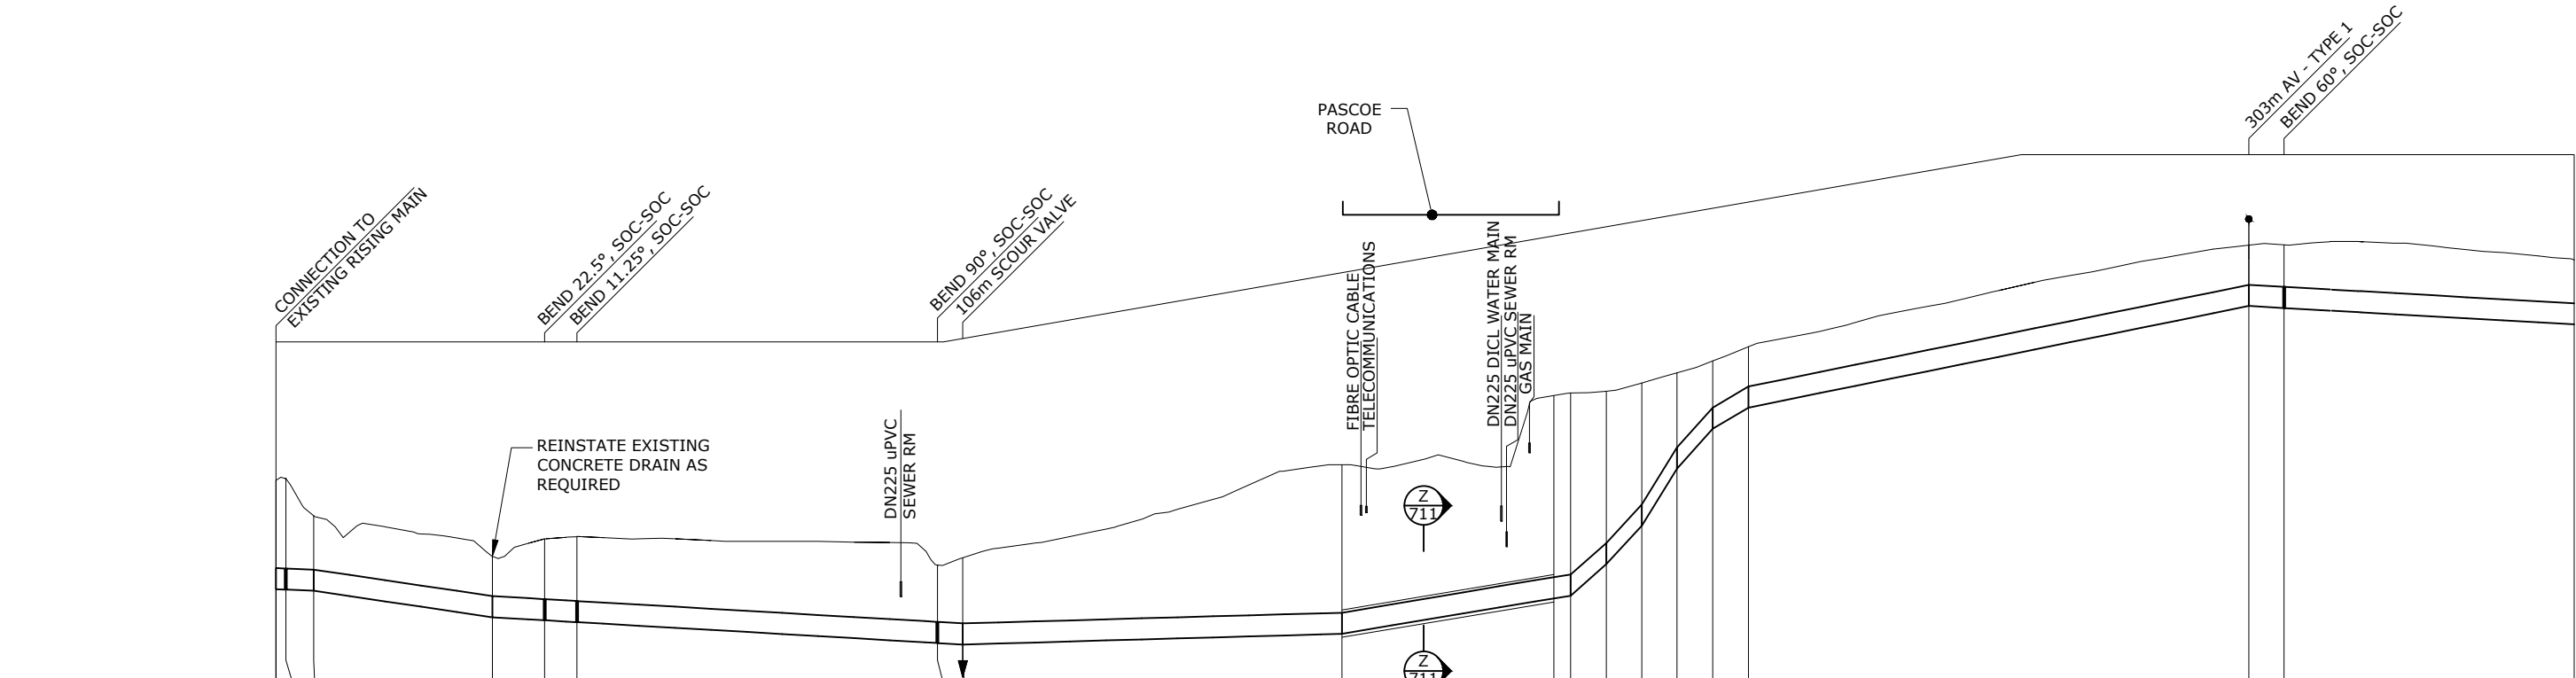 CONNECTION TO
EXISTING RISING MAIN
BEND 22.5°, SOC-SOC
BEND 11.25°, SOC-SOC
BEND 90°, SOC-SOC
106m SCOUR VALVE
PASCOE
ROAD
303m AV - TYPE 1
BEND 60°, SOC-SOC
REINSTATE EXISTING
CONCRETE DRAIN AS
REQUIRED
DN225 uPVC
SEWER RM
FIBRE OPTIC CABLE
TELECOMMUNICATIONS
DN225 DICL WATER MAIN
DN225 uPVC SEWER RM
GAS MAIN
Z
711
Z
711